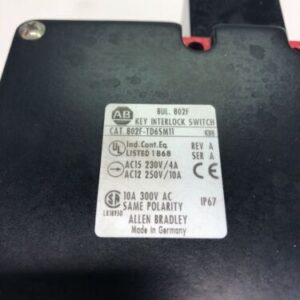 AB
BUL. 802F
KEY INTERLOCK SWITCH
CAT. 802F-TD65MT1
UL Ind.Cont.Eq. REV A
LISTED 1B68 SER A
AC15 230V/4A
AC12 250V/10A CE
10A 300V AC
SAME POLARITY IP67
ALLEN BRADLEY
Made in Germany